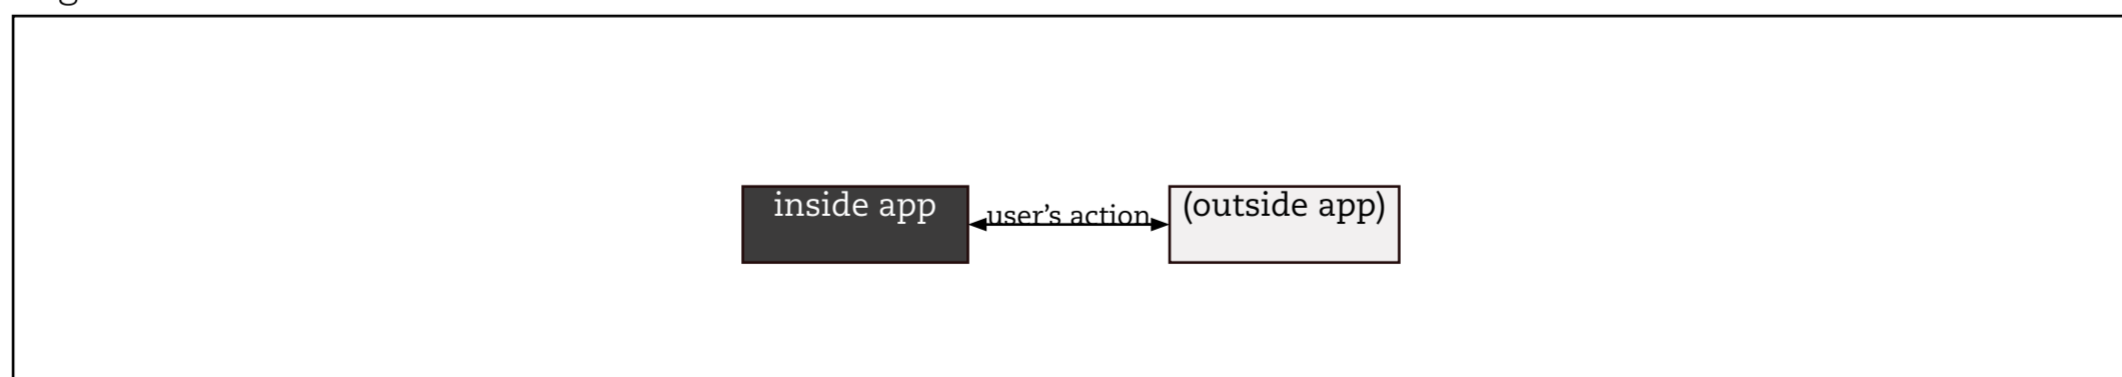 inside app
user’s action
(outside app)